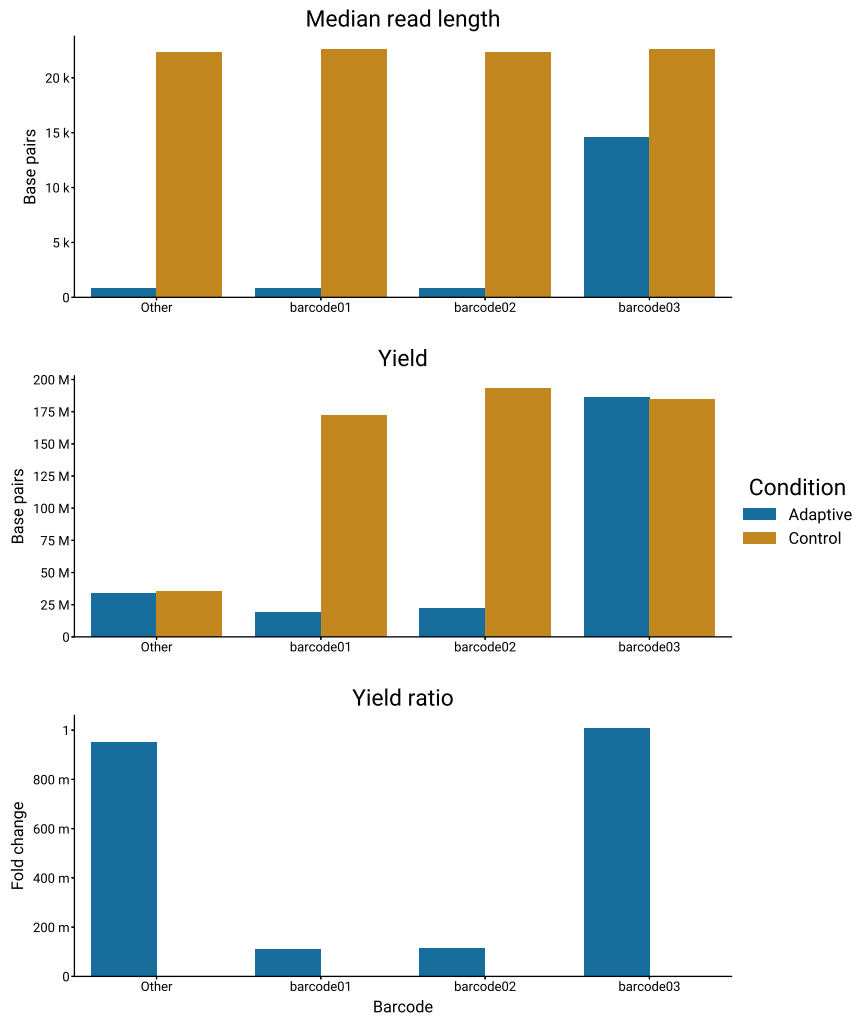 Median read length
Base pairs
20 k
15 k
10 k
5 k
0
Other barcode01 barcode02 barcode03
Yield
Base pairs
200 M
175 M
150 M
125 M
100 M
75 M
50 M
25 M
0
Other barcode01 barcode02 barcode03
Condition
Adaptive
Control
Yield ratio
Fold change
1
800 m
600 m
400 m
200 m
0
Other barcode01 barcode02 barcode03
Barcode